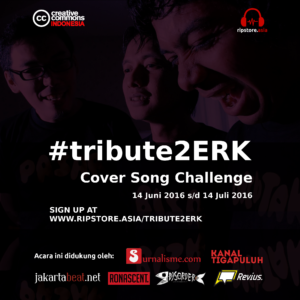 creative commons
INDONESIA
ripstore.asia
#tribute2ERK
Cover Song Challenge
14 Juni 2016 s/d 14 Juli 2016
SIGN UP AT
WWW.RIPSTORE.ASIA/TRIBUTE2ERK
Acara ini didukung oleh:
Surnalisme.com
KANAL
TIGAPULUH
jakartabeat.net
RONASCENT
DISORDER
Revius.